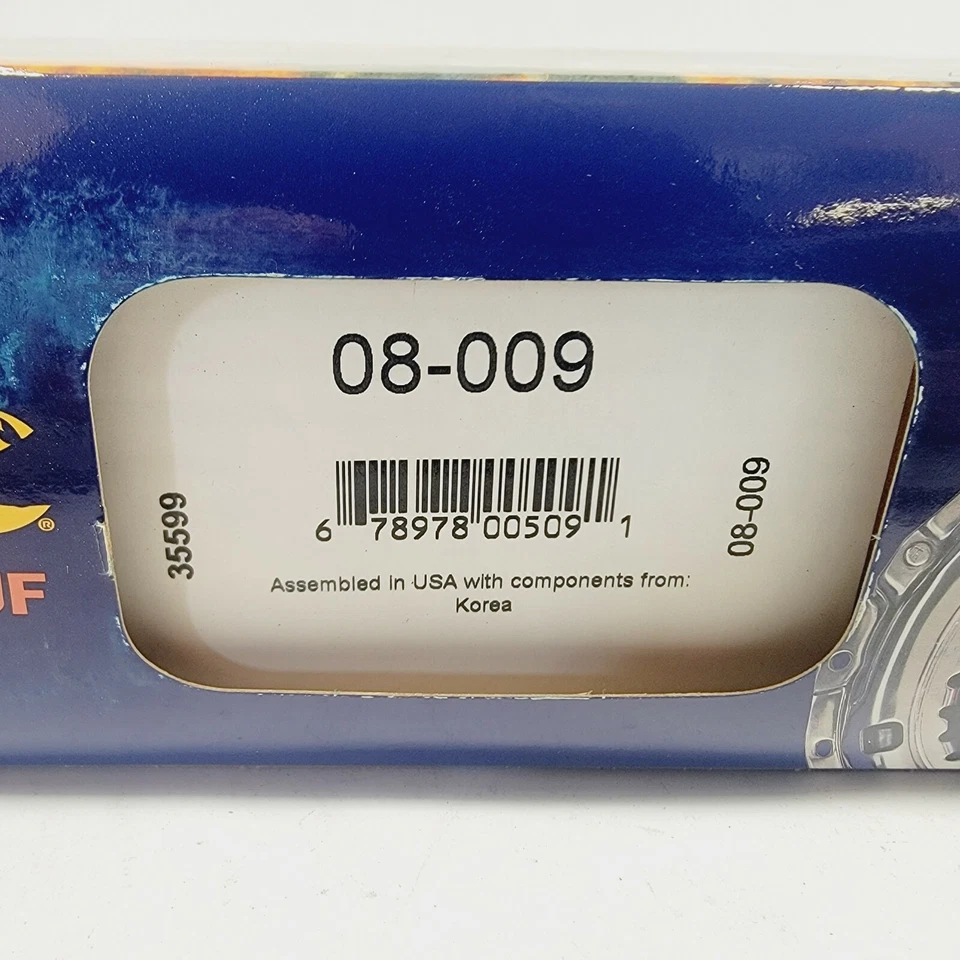 08-009
35599
6 78978 00509 1
08-009
Assembled in USA with components from:
Korea
®
UF